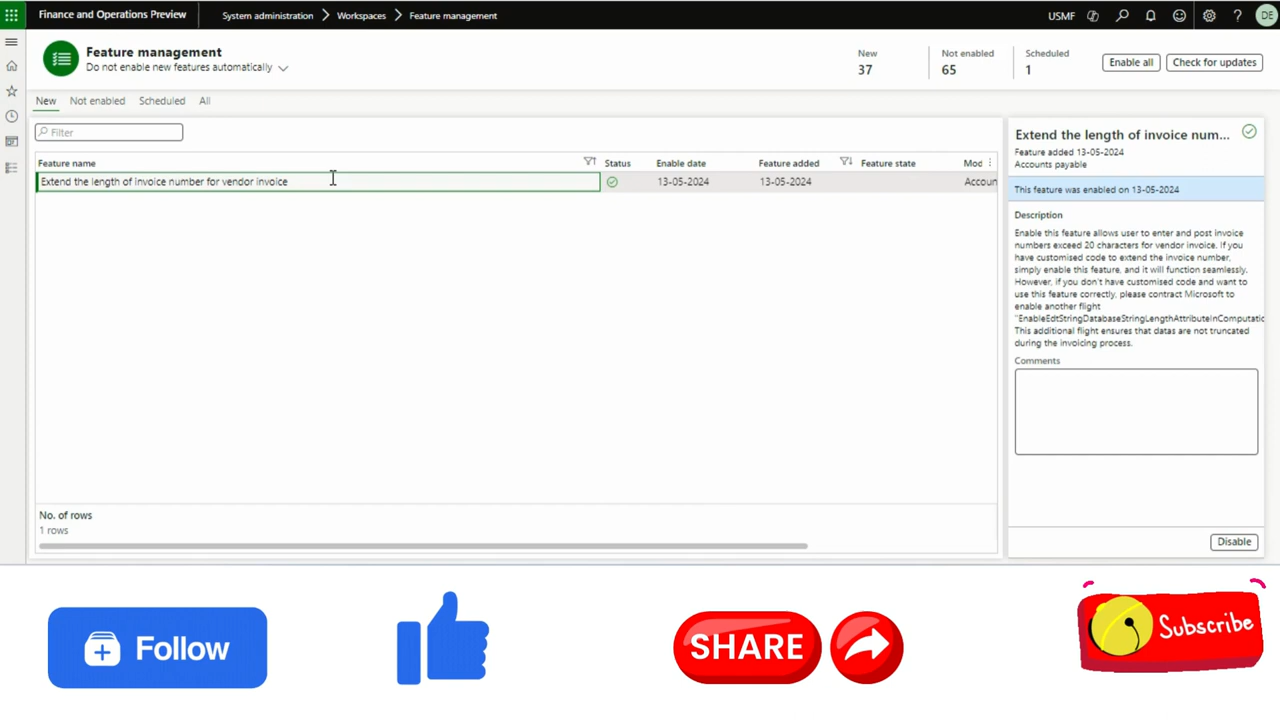 Finance and Operations Preview
System administration > Workspaces > Feature management
USMF
?
DE
Feature management
Do not enable new features automatically
New
37
Not enabled
65
Scheduled
1
Enable all
Check for updates
New Not enabled Scheduled All
Filter
Feature name Status Enable date Feature added Feature state Mod
Extend the length of invoice number for vendor invoice 13-05-2024 13-05-2024 Accoun
No. of rows
1 rows
Extend the length of invoice num...
Feature added 13-05-2024
Accounts payable
This feature was enabled on 13-05-2024
Description
Enable this feature allows user to enter and post invoice
numbers exceed 20 characters for vendor invoice. If you
have customised code to extend the invoice number,
simply enable this feature, and it will function seamlessly.
However, if you don't have customised code and want to
use this feature correctly, please contract Microsoft to
enable another flight
"EnableEdtStringDatabaseStringLengthAttributeInComputatio
This additional flight ensures that datas are not truncated
during the invoicing process.
Comments
Disable
Follow
SHARE
Subscribe